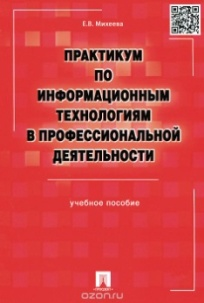 Е.В. Михеева
ПРАКТИКУМ
ПО
ИНФОРМАЦИОННЫМ
ТЕХНОЛОГИЯМ
В ПРОФЕССИОНАЛЬНОЙ
ДЕЯТЕЛЬНОСТИ
учебное пособие
ozon.ru